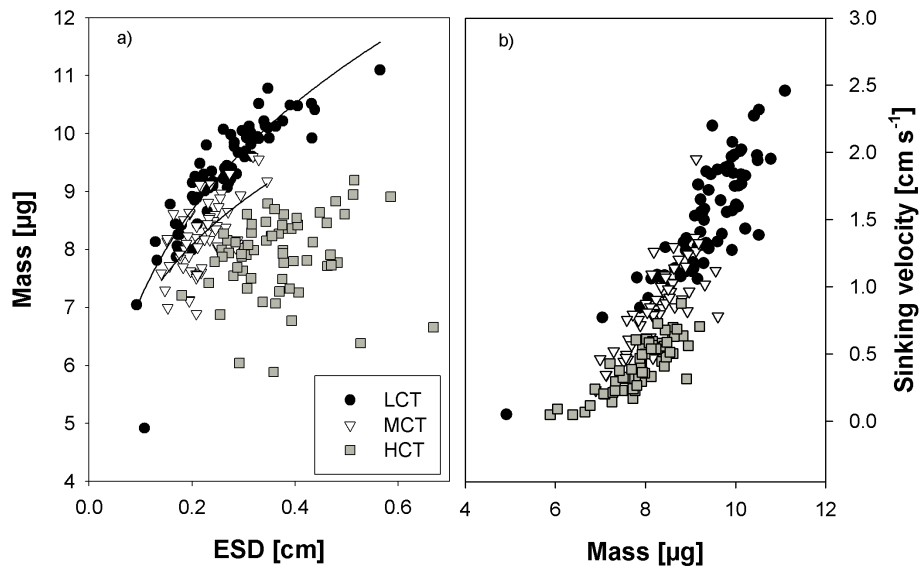 a)
12
11
10
9
8
7
6
5
4
Mass [µg]
0.0 0.2 0.4 0.6
ESD [cm]
LCT
MCT
HCT
b)
3.0
2.5
2.0
1.5
1.0
0.5
0.0
Sinking velocity [cm s-1]
4 6 8 10 12
Mass [µg]